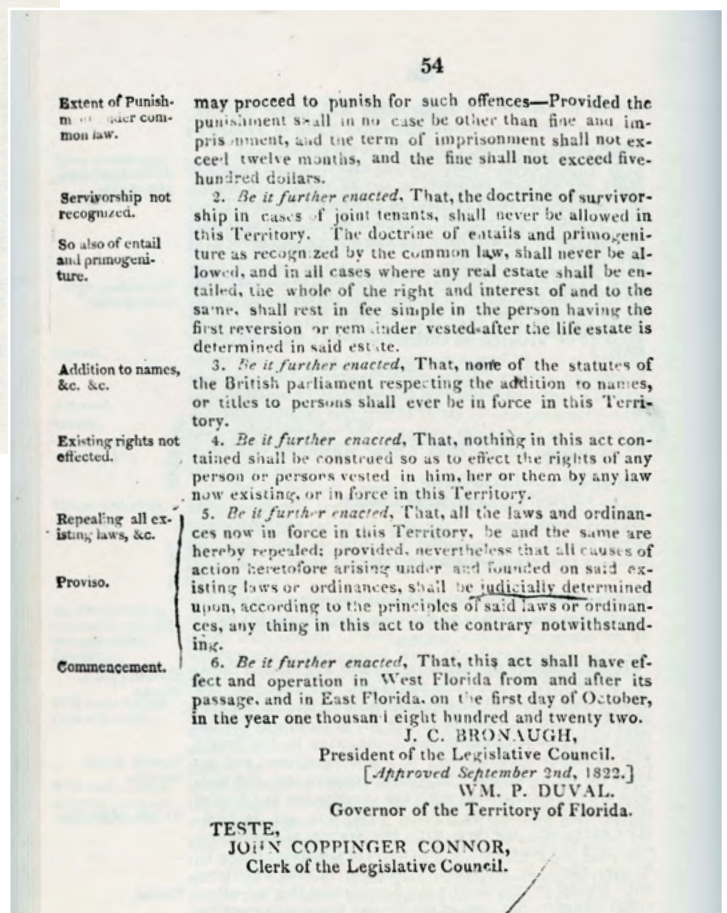 54
Extent of Punish-
com-
mon law.
may proceed to punish for such offences—Provided the
punishment shall in no case be other than fine and im-
prisonment, and the term of imprisonment shall not ex-
ceed twelve months, and the fine shall not exceed five-
hundred dollars.
Servivorship not
recognized.
So also of entail
and primogeni-
ture.
2. Be it further enacted, That, the doctrine of survivor-
ship in cases of joint tenants, shall never be allowed in
this Territory. The doctrine of entails and primogeni-
ture as recognized by the common law, shall never be al-
lowed, and in all cases where any real estate shall be en-
tailed, the whole of the right and interest of and to the
same, shall rest in fee simple in the person having the
first reversion or remainder vested after the life estate is
determined in said estate.
Addition to names,
&c. &c.
3. Be it further enacted, That, none of the statutes of
the British parliament respecting the addition to names,
or titles to persons shall ever be in force in this Terri-
tory.
Existing rights not
effected.
4. Be it further enacted, That, nothing in this act con-
tained shall be construed so as to effect the rights of any
person or persons vested in him, her or them by any law
now existing, or in force in this Territory.
Repealing all ex-
isting laws, &c.
Proviso.
5. Be it further enacted, That, all the laws and ordinan-
ces now in force in this Territory, be and the same are
hereby repealed; provided, nevertheless that all causes of
action heretofore arising under and founded on said ex-
isting laws or ordinances, shall be judicially determined
upon, according to the principles of said laws or ordinan-
ces, any thing in this act to the contrary notwithstand-
ing.
Commencement.
6. Be it further enacted, That, this act shall have ef-
fect and operation in West Florida from and after its
passage, and in East Florida, on the first day of October,
in the year one thousand eight hundred and twenty two.
J. C. BRONAUGH,
President of the Legislative Council.
[Approved September 2nd, 1822.]
WM. P. DUVAL.
Governor of the Territory of Florida.
TESTE,
JOHN COPPINGER CONNOR,
Clerk of the Legislative Council.